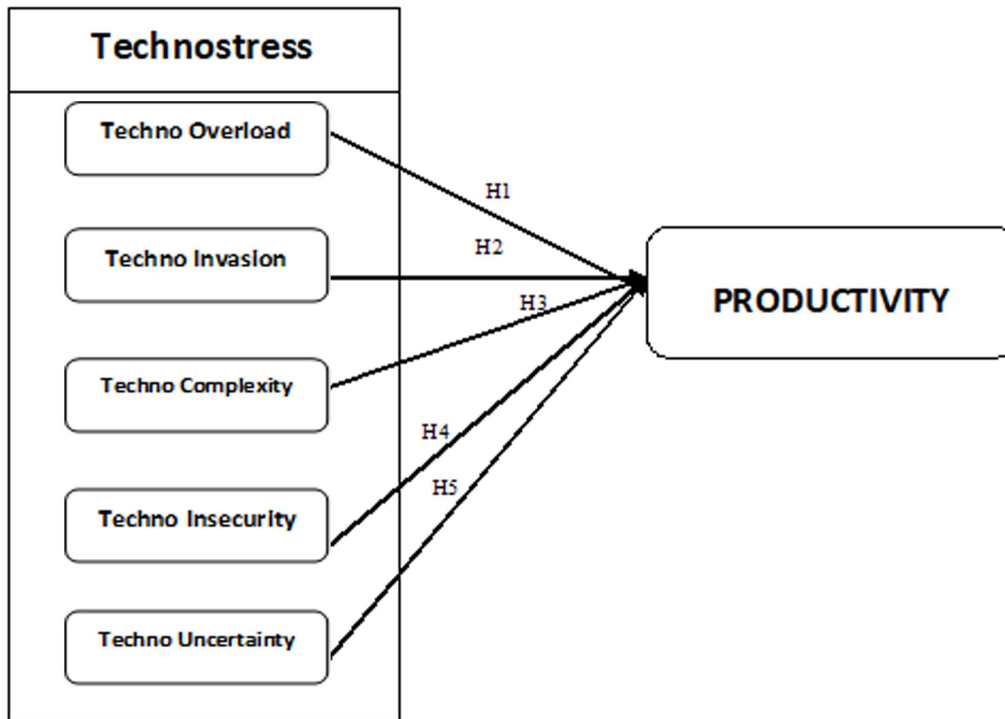 Technostress
Techno Overload
H1
Techno Invasion
H2
PRODUCTIVITY
H3
Techno Complexity
H4
H5
Techno Insecurity
Techno Uncertainty